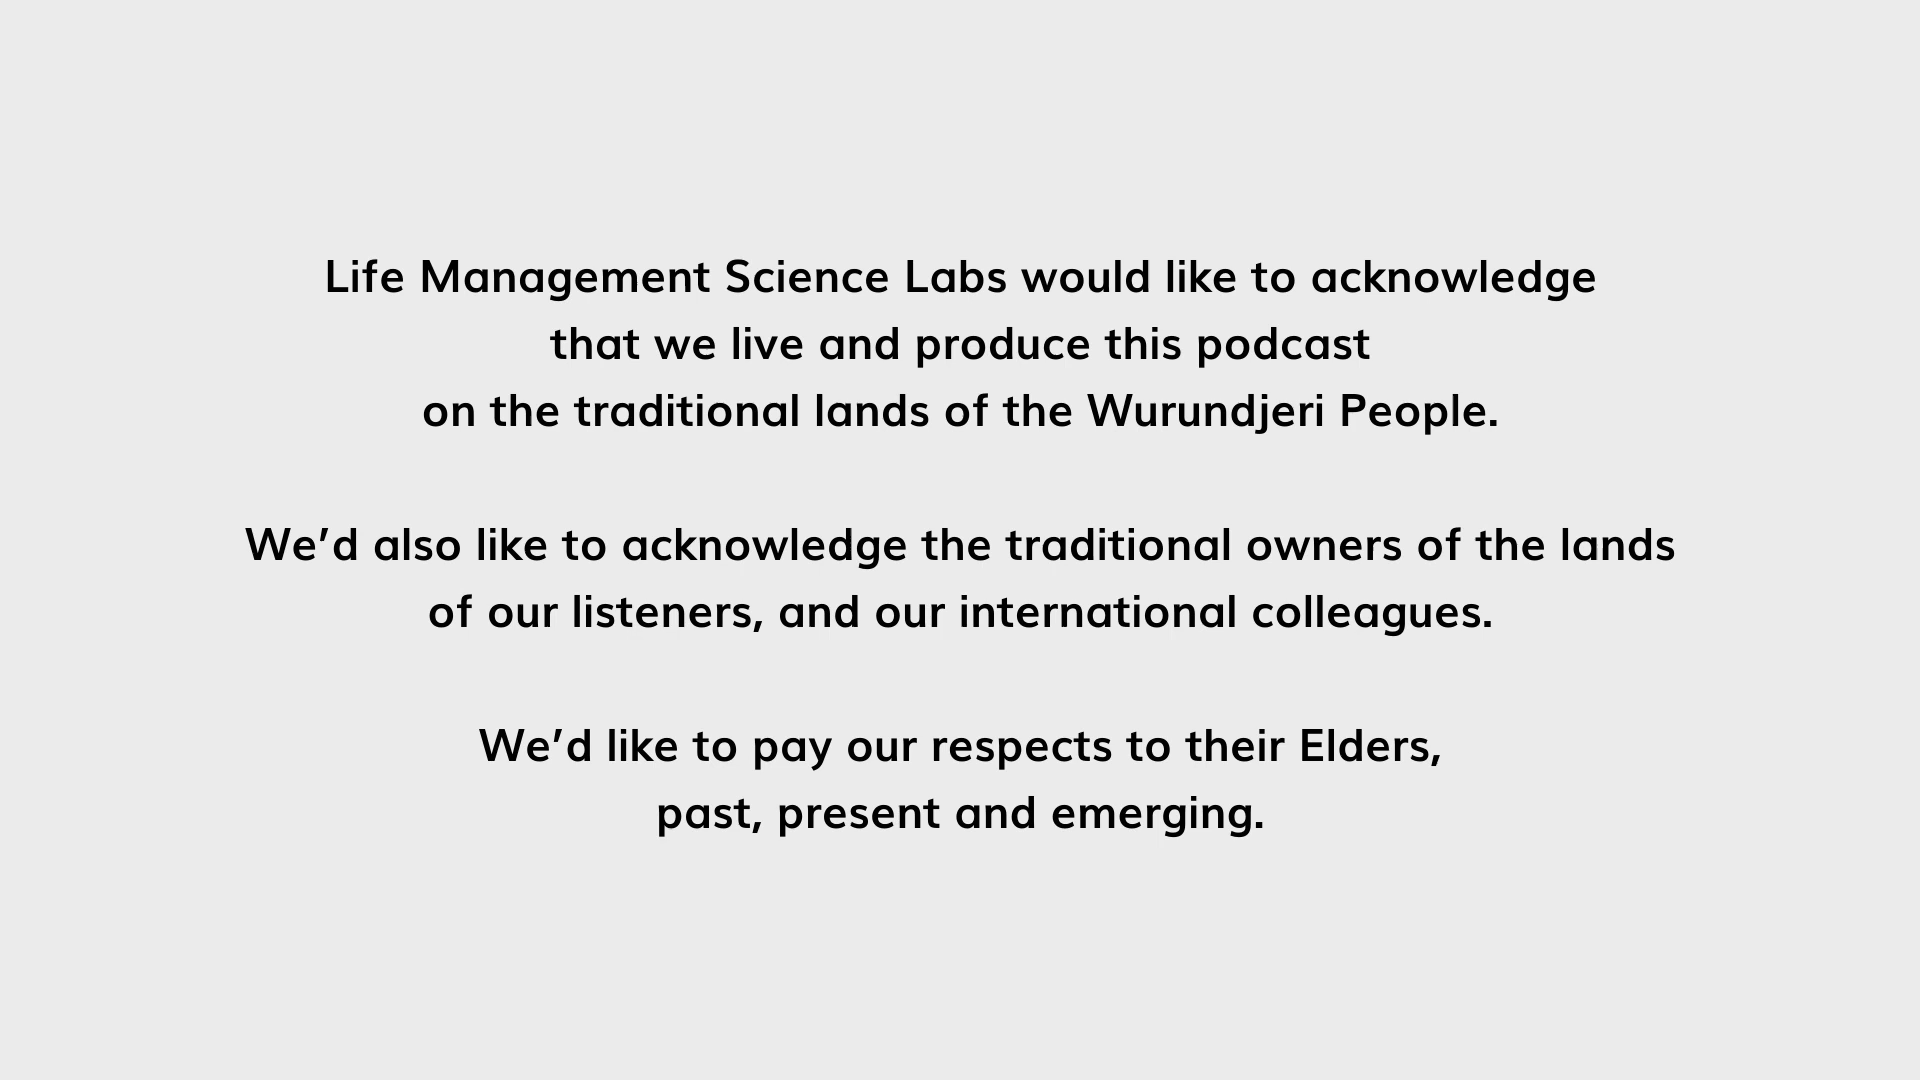 Life Management Science Labs would like to acknowledge
that we live and produce this podcast
on the traditional lands of the Wurundjeri People.
We’d also like to acknowledge the traditional owners of the lands
of our listeners, and our international colleagues.
We’d like to pay our respects to their Elders,
past, present and emerging.